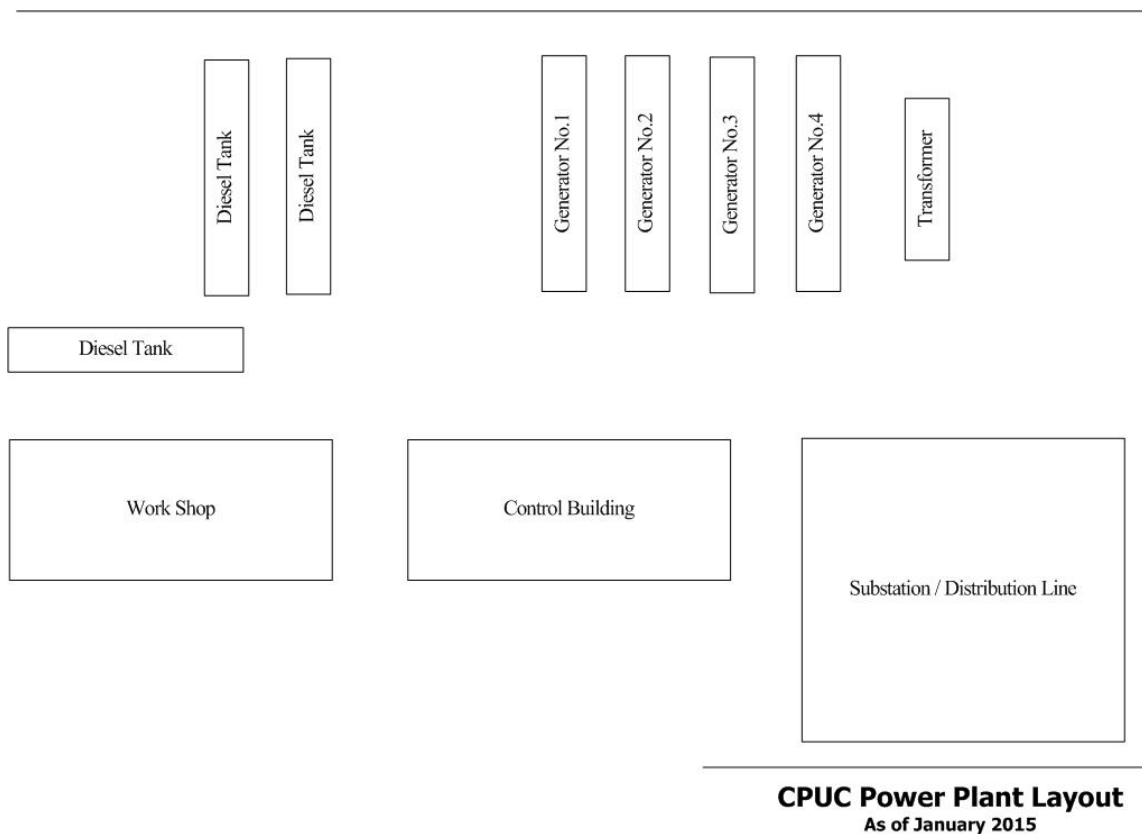 Diesel Tank
Diesel Tank
Generator No.1
Generator No.2
Generator No.3
Generator No.4
Transformer
Diesel Tank
Work Shop
Control Building
Substation / Distribution Line
CPUC Power Plant Layout
As of January 2015